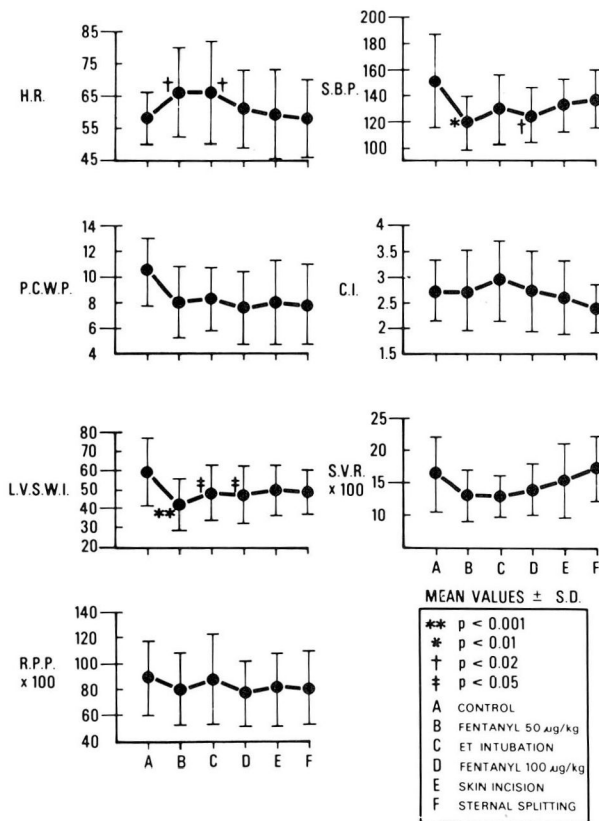 H.R.
85
75
65
55
45
†
†
S.B.P.
200
180
160
140
120
100
*
†
P.C.W.P.
14
12
10
8
6
4
C.I.
4
3.5
3
2.5
2
1.5
L.V.S.W.I.
80
70
60
50
40
30
20
**
‡
‡
S.V.R.
x 100
25
20
15
10
A B C D E F
R.P.P.
x 100
140
120
100
80
60
40
A B C D E F
MEAN VALUES ± S.D.
** p < 0.001
* p < 0.01
† p < 0.02
‡ p < 0.05
A CONTROL
B FENTANYL 50 µg/kg
C ET INTUBATION
D FENTANYL 100 µg/kg
E SKIN INCISION
F STERNAL SPLITTING